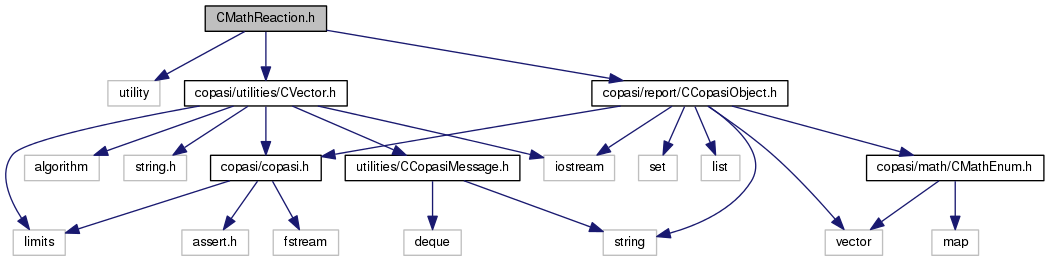 CMathReaction.h
utility
copasi/utilities/CVector.h
copasi/report/CCopasiObject.h
algorithm
string.h
copasi/copasi.h
utilities/CCopasiMessage.h
iostream
set
list
copasi/math/CMathEnum.h
limits
assert.h
fstream
deque
string
vector
map